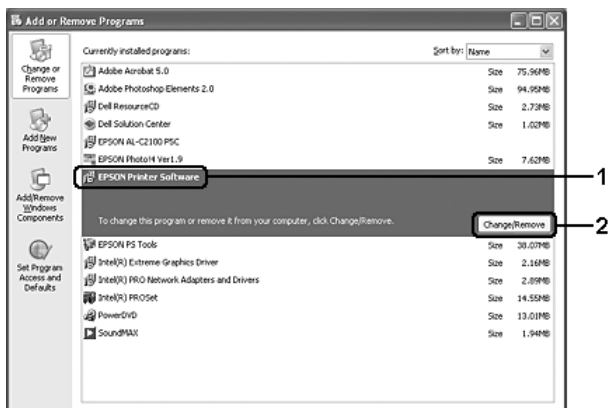 Add or Remove Programs
Change or
Remove
Programs
Add New
Programs
Add/Remove
Windows
Components
Set Program
Access and
Defaults
Currently installed programs:
Sort by: Name
Adobe Acrobat 5.0 Size 75.96MB
Adobe Photoshop Elements 2.0 Size 94.95MB
Dell ResourceCD Size 2.73MB
Dell Solution Center Size 1.02MB
EPSON AL-C2100 PSC
EPSON Photo!4 Ver1.9 Size 7.62MB
EPSON Printer Software 1
To change this program or remove it from your computer, click Change/Remove.
Change/Remove 2
EPSON PS Tools Size 38.07MB
Intel(R) Extreme Graphics Driver Size 2.16MB
Intel(R) PRO Network Adapters and Drivers Size 2.89MB
Intel(R) PROSet Size 14.55MB
PowerDVD Size 13.01MB
SoundMAX Size 1.94MB